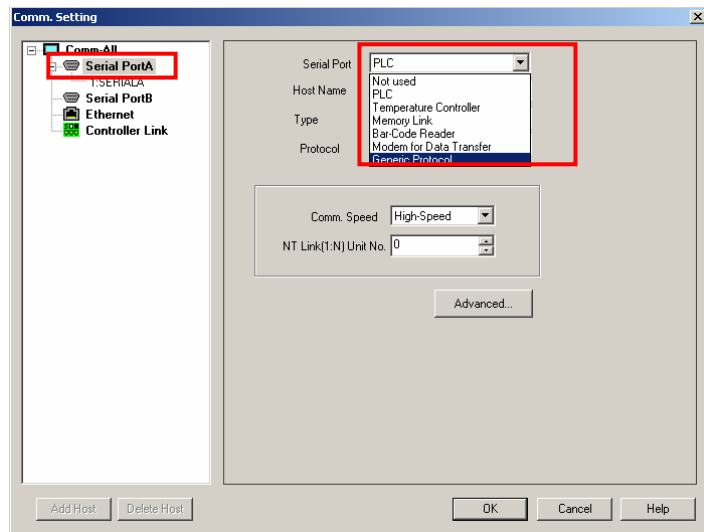 Comm. Setting
Comm-All
Serial PortA
1:SERIALA
Serial PortB
Ethernet
Controller Link
Serial Port PLC
Host Name
Type
Protocol
Not used
PLC
Temperature Controller
Memory Link
Bar-Code Reader
Modem for Data Transfer
Generic Protocol
Comm. Speed High-Speed
NT Link(1:N) Unit No. 0
Advanced...
Add Host Delete Host OK Cancel Help